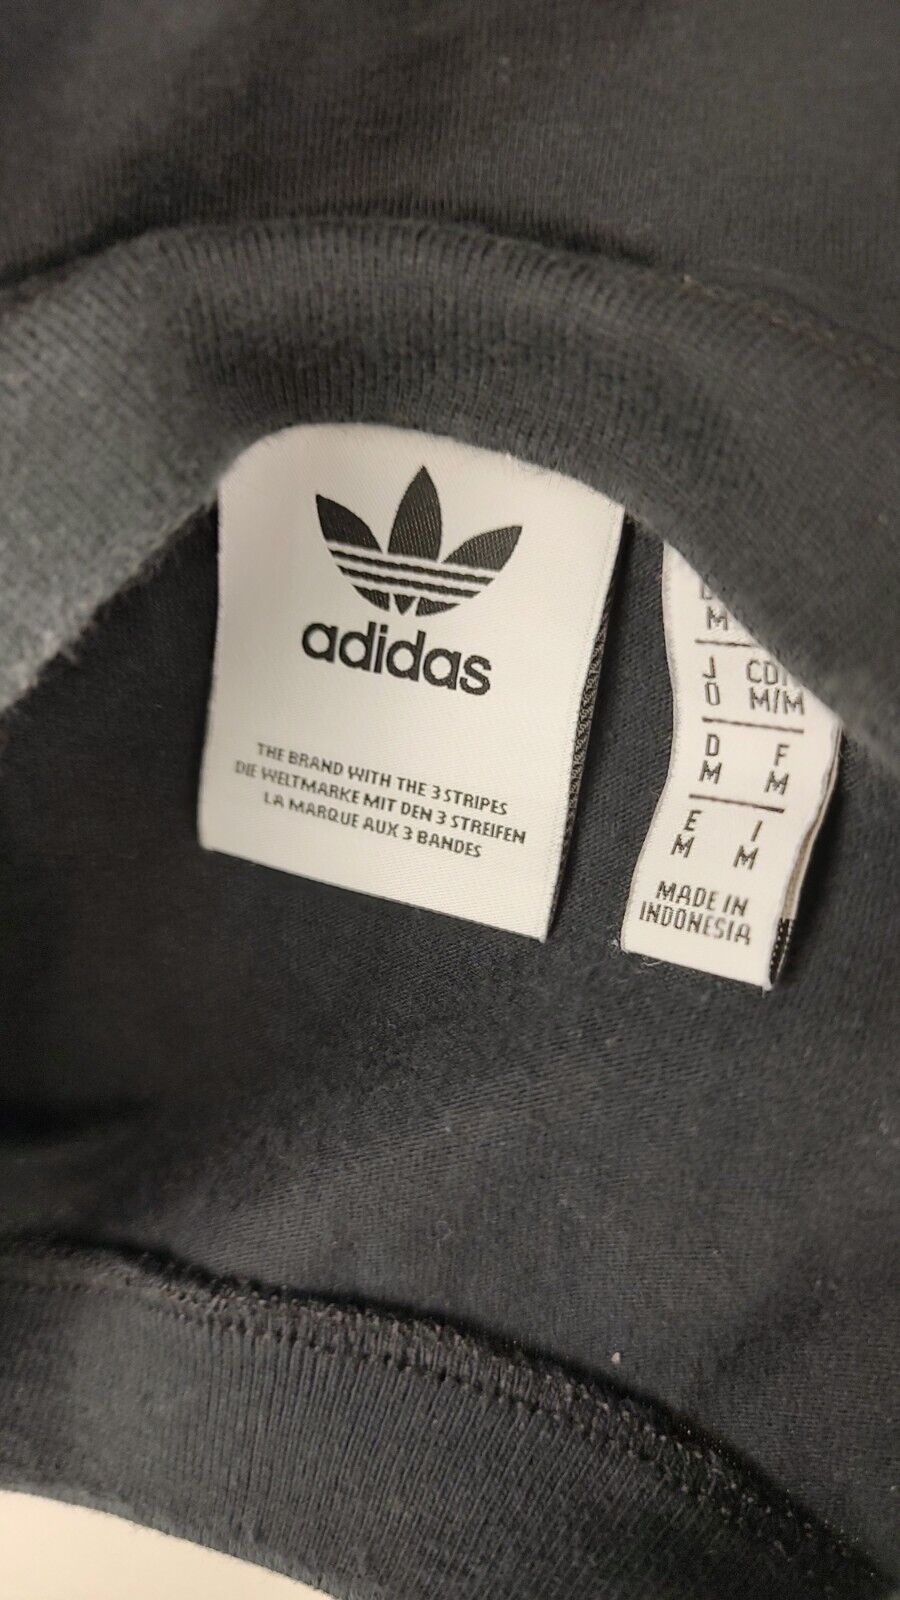 adidas
THE BRAND WITH THE 3 STRIPES
DIE WELTMARKE MIT DEN 3 STREIFEN
LA MARQUE AUX 3 BANDES
M
J
O
M/M
D F
M M
E I
M M
MADE IN
INDONESIA